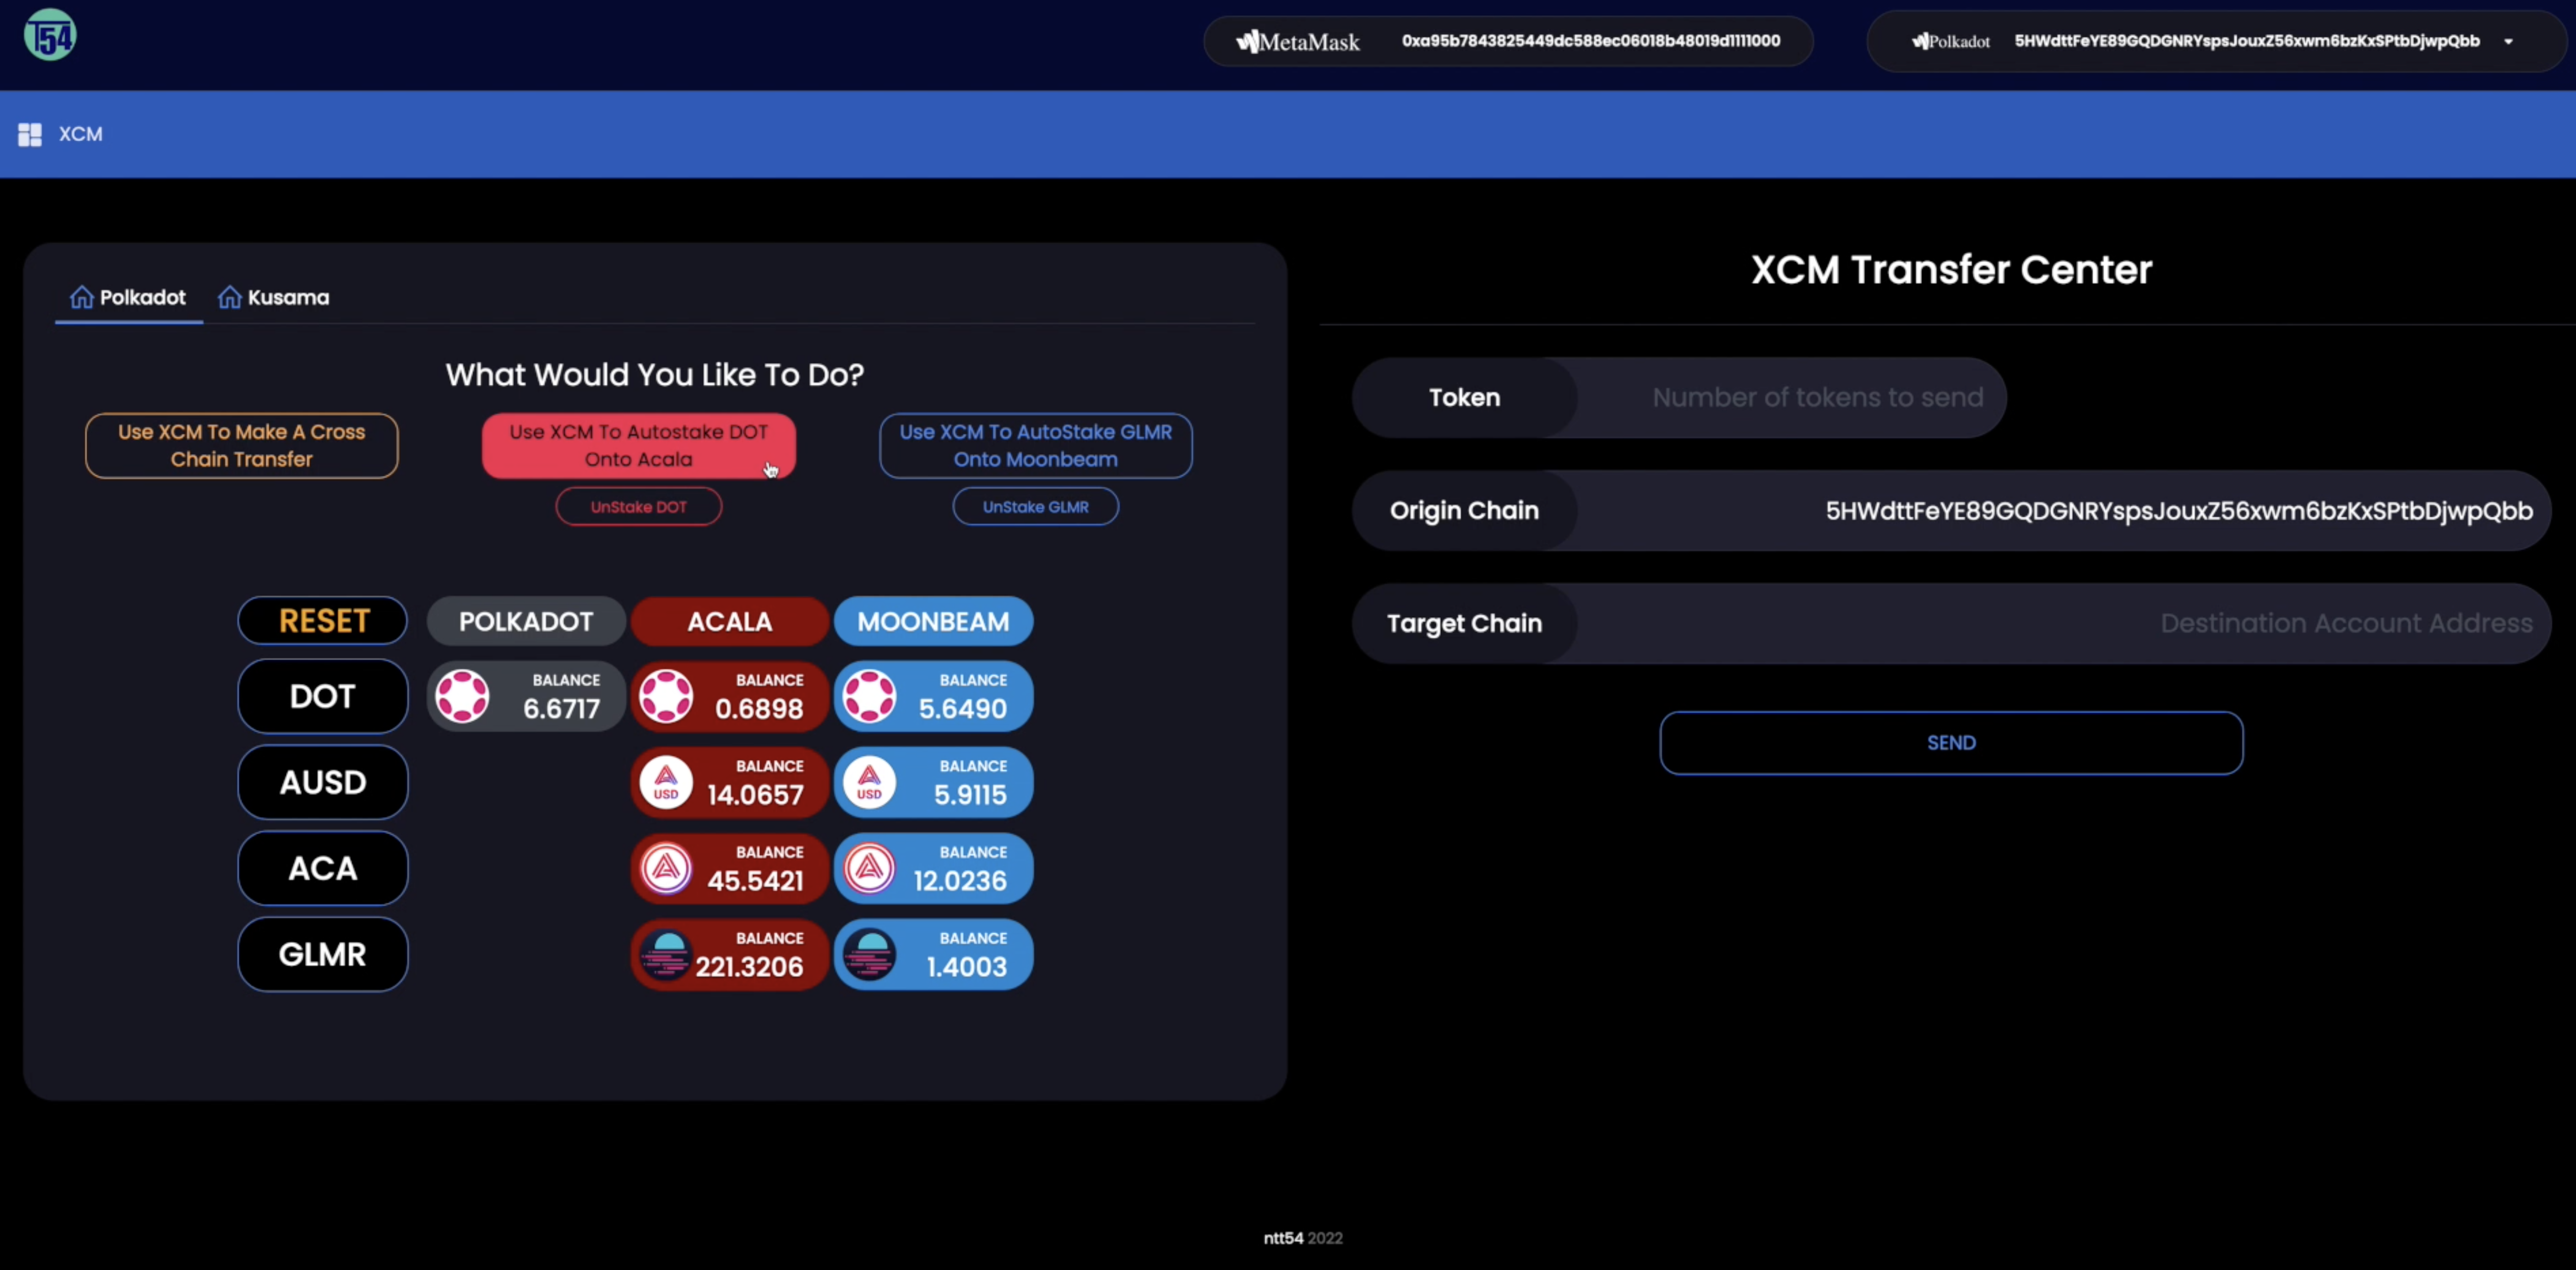 T54
MetaMask 0xa95b7843825449dc588ec06018b48019d1111000
Polkadot 5HWdttFeYE89GQDGNRYspsJouxZ56xwm6bzKxSPtbDjwpQbb
XCM
Polkadot Kusama
What Would You Like To Do?
Use XCM To Make A Cross
Chain Transfer
Use XCM To Autostake DOT
Onto Acala
UnStake DOT
Use XCM To AutoStake GLMR
Onto Moonbeam
UnStake GLMR
RESET POLKADOT ACALA MOONBEAM
DOT
BALANCE
6.6717
BALANCE
0.6898
BALANCE
5.6490
AUSD
USD
BALANCE
14.0657
USD
BALANCE
5.9115
ACA
BALANCE
45.5421
BALANCE
12.0236
GLMR
BALANCE
221.3206
BALANCE
1.4003
XCM Transfer Center
Token Number of tokens to send
Origin Chain 5HWdttFeYE89GQDGNRYspsJouxZ56xwm6bzKxSPtbDjwpQbb
Target Chain Destination Account Address
SEND
ntt54 2022